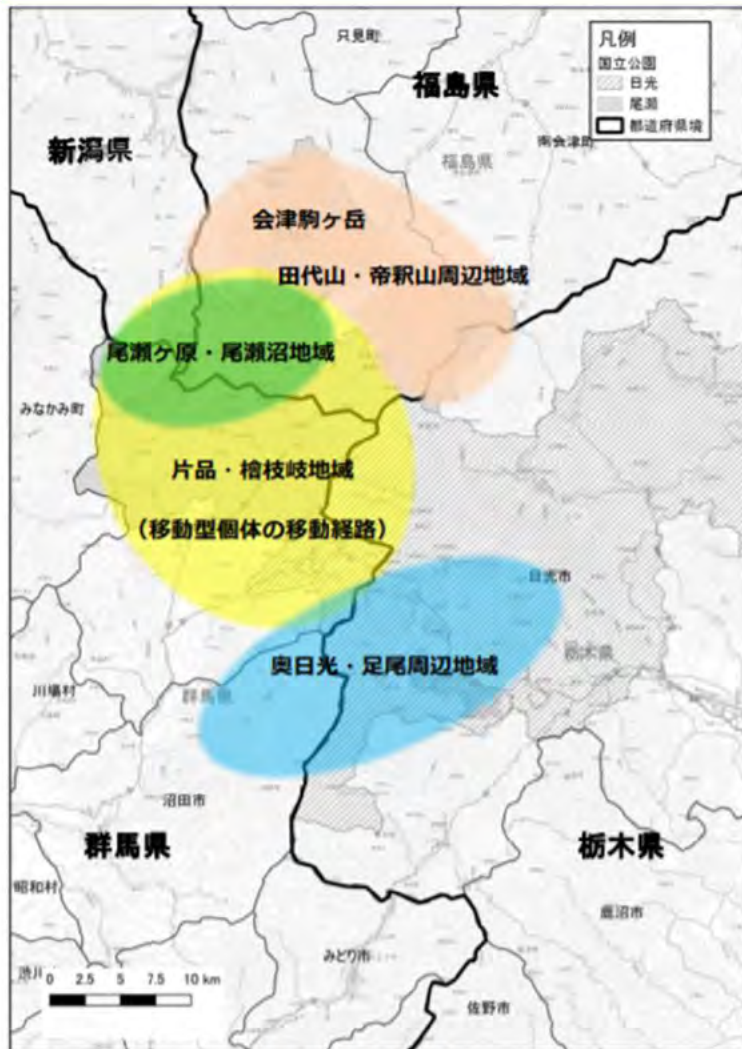 只見町
凡例
国立公園
日光
尾瀬
都道府県境
福島県
新潟県
福島県
南会津町
会津駒ヶ岳
田代山・帝釈山周辺地域
尾瀬ケ原・尾瀬沼地域
みなかみ町
片品・檜枝岐地域
（移動型個体の移動経路）
日光市
奥日光・足尾周辺地域
栃木県
川場村
群馬県
沼田市
群馬県
栃木県
昭和村
鹿沼市
みどり市
渋川
0 2.5 5 7.5 10 km
佐野市